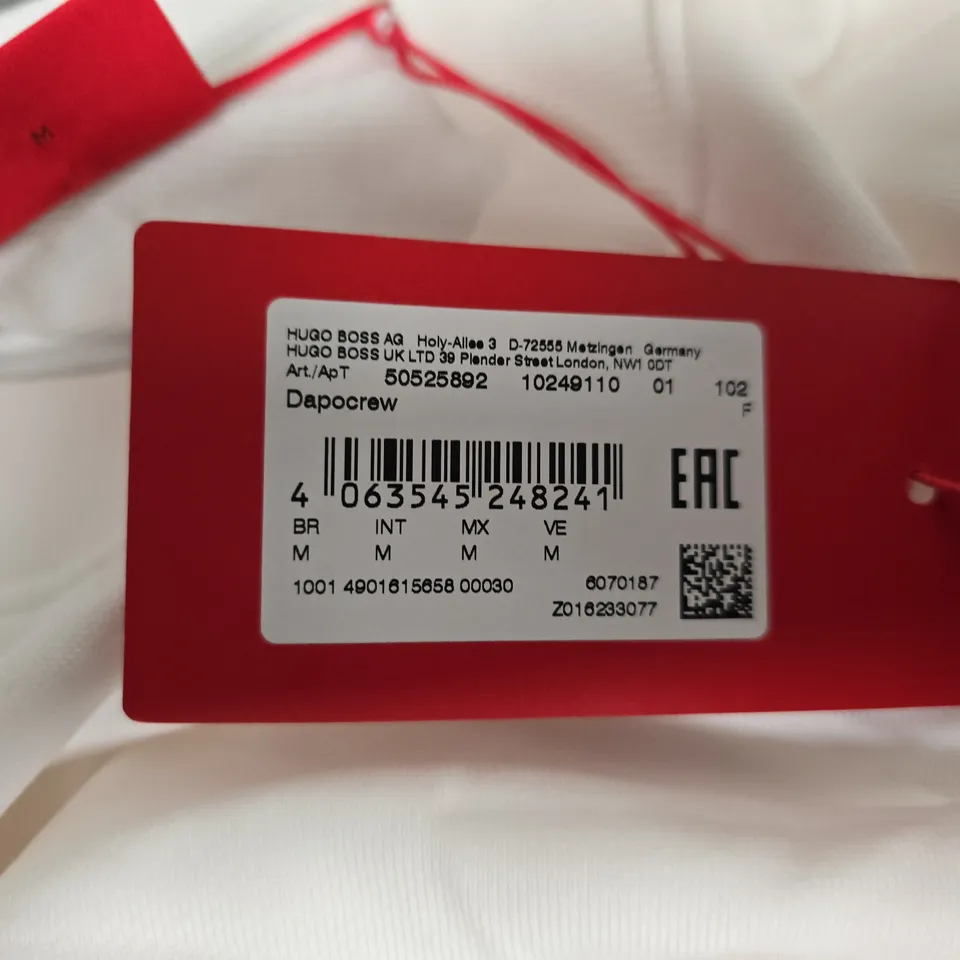 M
HUGO BOSS AG Holy-Allee 3 D-72555 Metzingen Germany
HUGO BOSS UK LTD 39 Plender Street London, NW1 0DT
Art./АрТ 50525892 10249110 01 102
Dapocrew F
4 063545 248241
EAC
BR INT MX VE
M M M M
1001 4901615658 00030 6070187
Z016233077